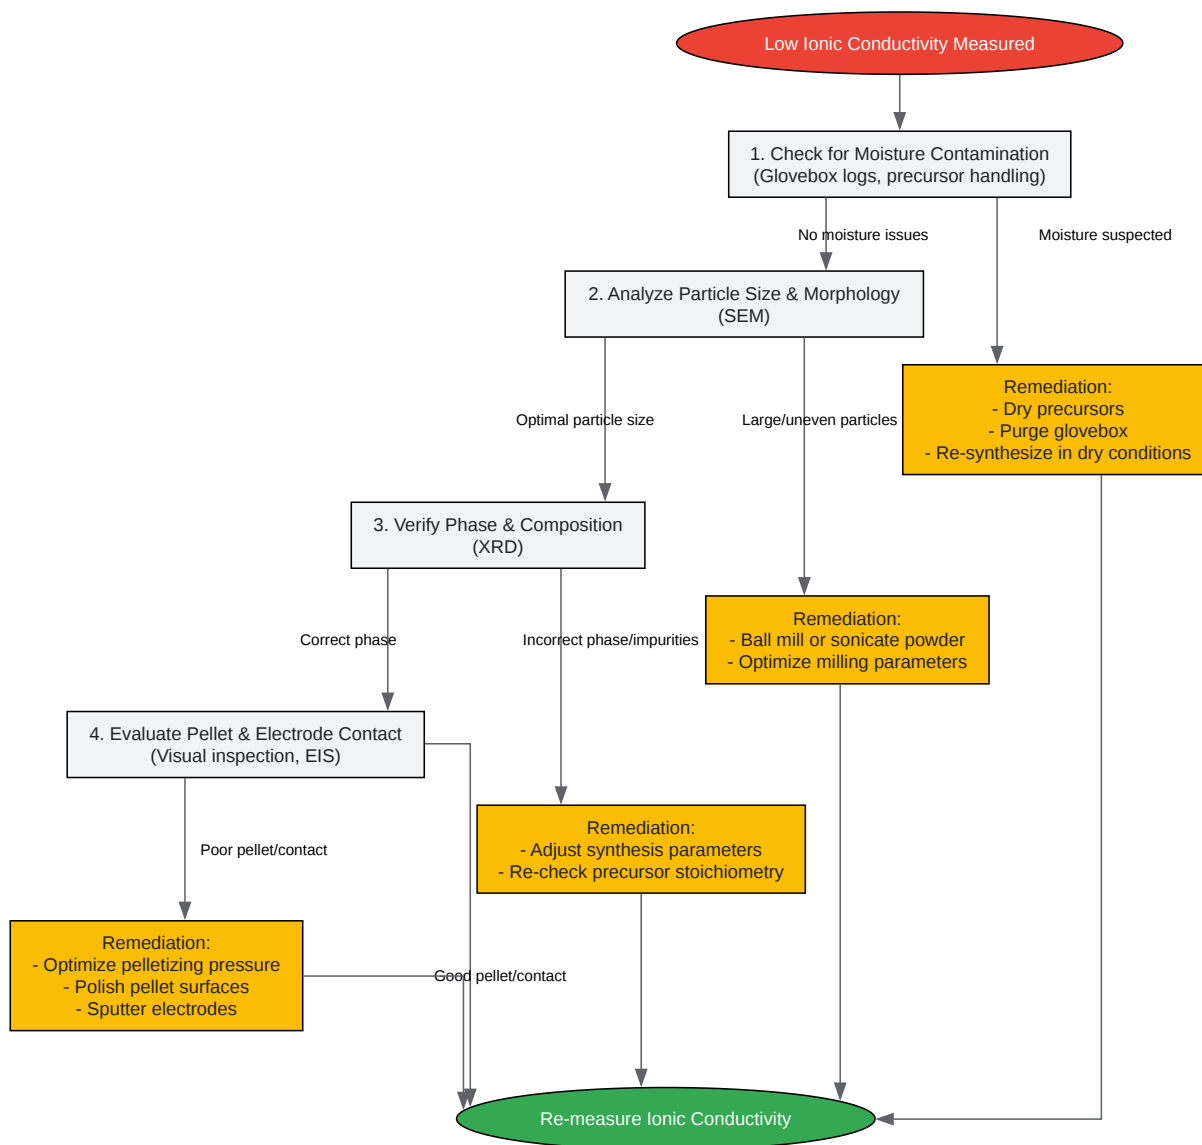 Low Ionic Conductivity Measured
1. Check for Moisture Contamination
(Glovebox logs, precursor handling)
No moisture issues
Moisture suspected
2. Analyze Particle Size & Morphology
(SEM)
Remediation:
- Dry precursors
- Purge glovebox
- Re-synthesize in dry conditions
Optimal particle size
Large/uneven particles
3. Verify Phase & Composition
(XRD)
Remediation:
- Ball mill or sonicate powder
- Optimize milling parameters
Correct phase
Incorrect phase/impurities
4. Evaluate Pellet & Electrode Contact
(Visual inspection, EIS)
Remediation:
- Adjust synthesis parameters
- Re-check precursor stoichiometry
Poor pellet/contact
Remediation:
- Optimize pelletizing pressure
- Polish pellet surfaces
- Sputter electrodes
Good pellet/contact
Re-measure Ionic Conductivity